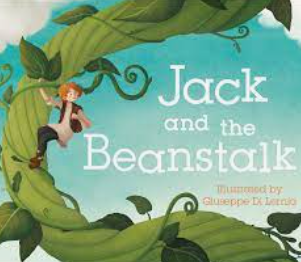 Jack
and the
Beanstalk
Illustrated by
Giuseppe Di Lernia